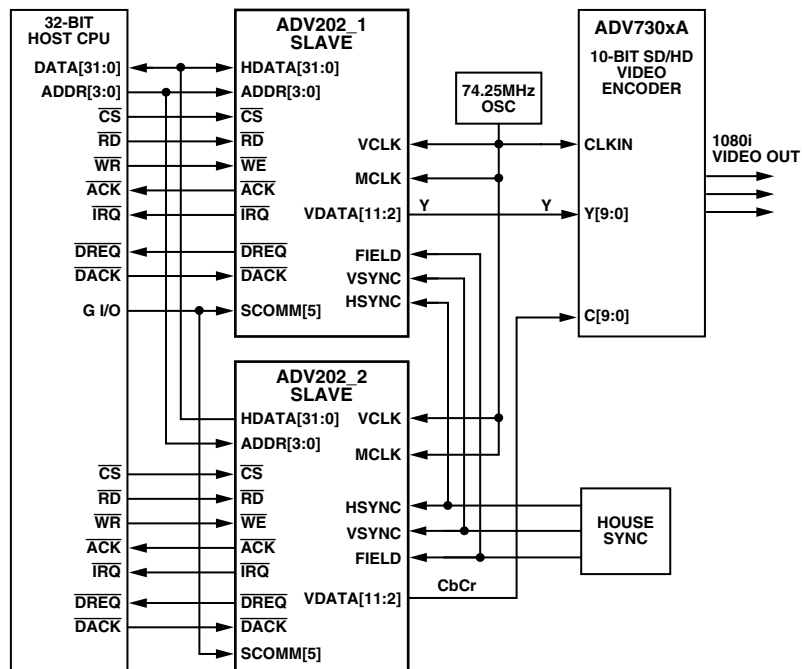 32-BIT
HOST CPU
DATA[31:0]
ADDR[3:0]
CS
RD
WR
ACK
IRQ
DREQ
DACK
G I/O
CS
RD
WR
ACK
IRQ
DREQ
DACK
ADV202_1
SLAVE
HDATA[31:0]
ADDR[3:0]
CS
RD
WE
ACK
IRQ
DREQ
DACK
SCOMM[5]
VCLK
MCLK
VDATA[11:2]
FIELD
VSYNC
HSYNC
ADV202_2
SLAVE
HDATA[31:0]
ADDR[3:0]
CS
RD
WE
ACK
IRQ
DREQ
DACK
SCOMM[5]
VCLK
MCLK
HSYNC
VSYNC
FIELD
VDATA[11:2]
74.25MHz
OSC
Y
Y
CbCr
ADV730xA
10-BIT SD/HD
VIDEO
ENCODER
CLKIN
Y[9:0]
C[9:0]
1080i
VIDEO OUT
HOUSE
SYNC